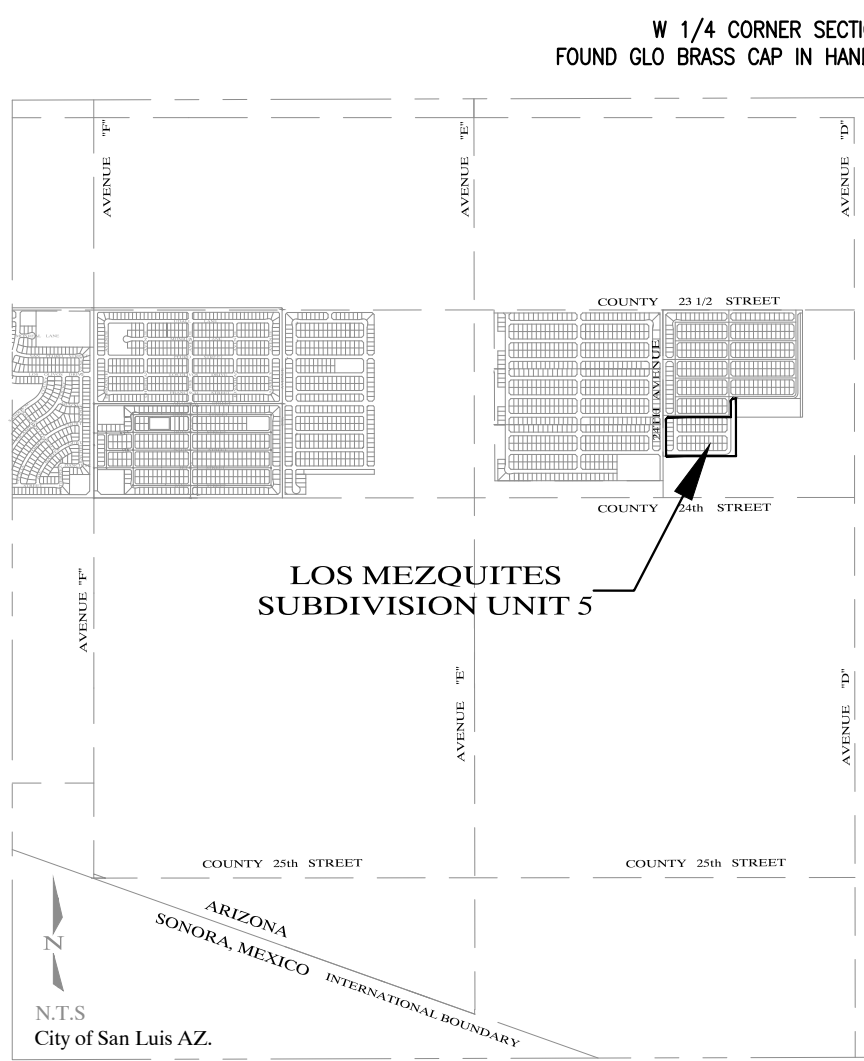 W 1/4 CORNER SECTI
FOUND GLO BRASS CAP IN HAN
AVENUE "F"
AVENUE "E"
AVENUE "D"
COUNTY 23 1/2 STREET
24TH AVENUE
COUNTY 24th STREET
LOS MEZQUITES
SUBDIVISION UNIT 5
AVENUE "F"
AVENUE "E"
AVENUE "D"
COUNTY 25th STREET
COUNTY 25th STREET
ARIZONA
SONORA, MEXICO
INTERNATIONAL BOUNDARY
N
N.T.S
City of San Luis AZ.